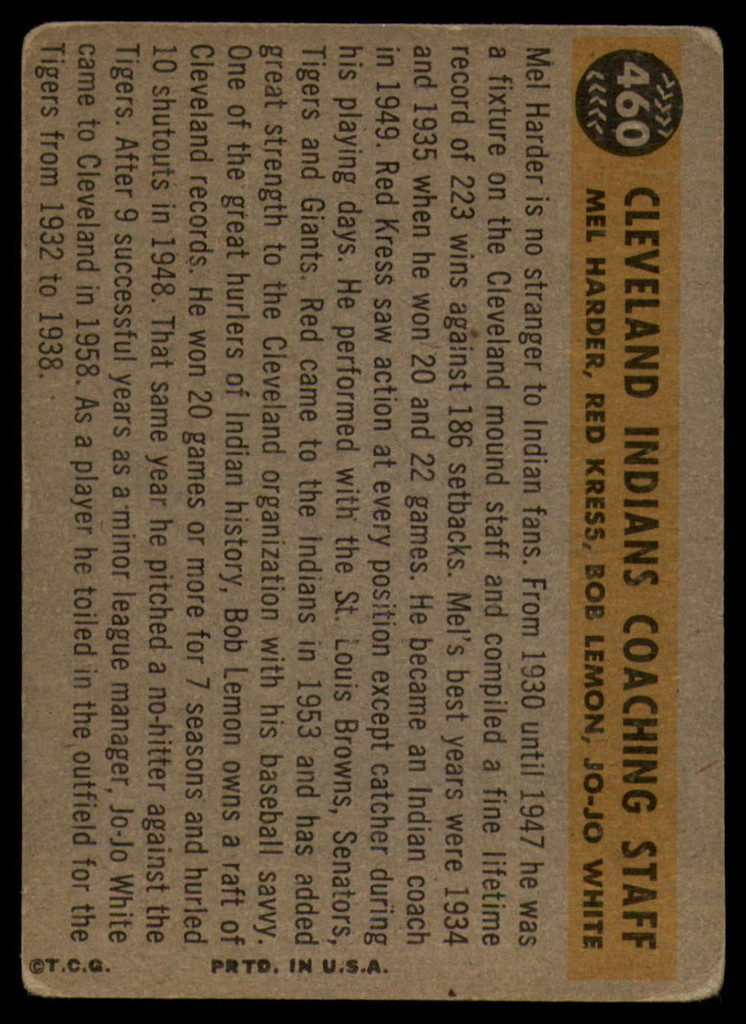 460
CLEVELAND INDIANS COACHING STAFF
MEL HARDER, RED KRESS, BOB LEMON, JO-JO WHITE
Mel Harder is no stranger to Indian fans. From 1930 until 1947 he was
a fixture on the Cleveland mound staff and compiled a fine lifetime
record of 223 wins against 186 setbacks. Mel's best years were 1934
and 1935 when he won 20 and 22 games. He became an Indian coach
in 1949. Red Kress saw action at every position except catcher during
his playing days. He performed with the St. Louis Browns, Senators,
Tigers and Giants. Red came to the Indians in 1953 and has added
great strength to the Cleveland organization with his baseball savvy.
One of the great hurlers of Indian history, Bob Lemon owns a raft of
Cleveland records. He won 20 games or more for 7 seasons and hurled
10 shutouts in 1948. That same year he pitched a no-hitter against the
Tigers. After 9 successful years as a minor league manager, Jo-Jo White
came to Cleveland in 1958. As a player he toiled in the outfield for the
Tigers from 1932 to 1938.
©T.C.G. PRTD. IN U.S.A.